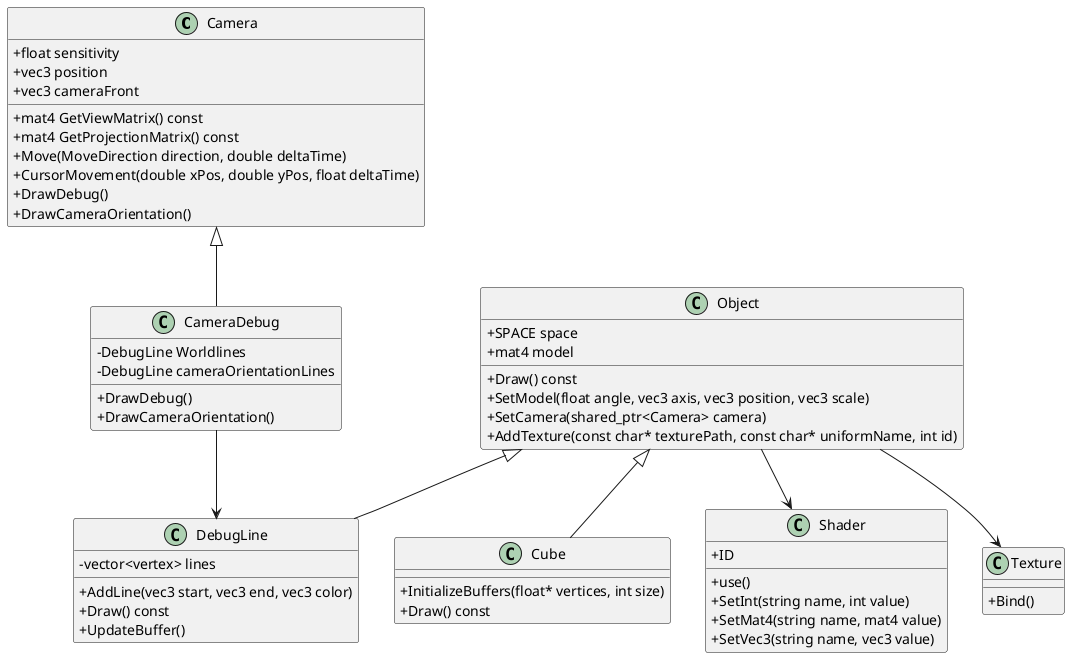 C Camera
+float sensitivity
+vec3 position
+vec3 cameraFront
+mat4 GetViewMatrix() const
+mat4 GetProjectionMatrix() const
+Move(MoveDirection direction, double deltaTime)
+CursorMovement(double xPos, double yPos, float deltaTime)
+DrawDebug()
+DrawCameraOrientation()
C CameraDebug
-DebugLine Worldlines
-DebugLine cameraOrientationLines
+DrawDebug()
+DrawCameraOrientation()
C Object
+SPACE space
+mat4 model
+Draw() const
+SetModel(float angle, vec3 axis, vec3 position, vec3 scale)
+SetCamera(shared_ptr<Camera> camera)
+AddTexture(const char* texturePath, const char* uniformName, int id)
C DebugLine
-vector<vertex> lines
+AddLine(vec3 start, vec3 end, vec3 color)
+Draw() const
+UpdateBuffer()
C Cube
+InitializeBuffers(float* vertices, int size)
+Draw() const
C Shader
+ID
+use()
+SetInt(string name, int value)
+SetMat4(string name, mat4 value)
+SetVec3(string name, vec3 value)
C Texture
+Bind()